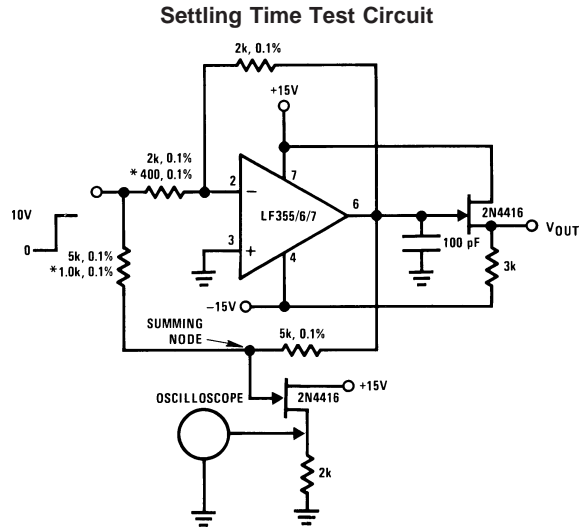 Settling Time Test Circuit
2k, 0.1%
+15V
2k, 0.1%
* 400, 0.1%
2
−
7
6
LF355/6/7
2N4416
VOUT
10V
0
3
+
4
100 pF
5k, 0.1%
*1.0k, 0.1%
3k
−15V
SUMMING
NODE
5k, 0.1%
+15V
OSCILLOSCOPE
2N4416
2k